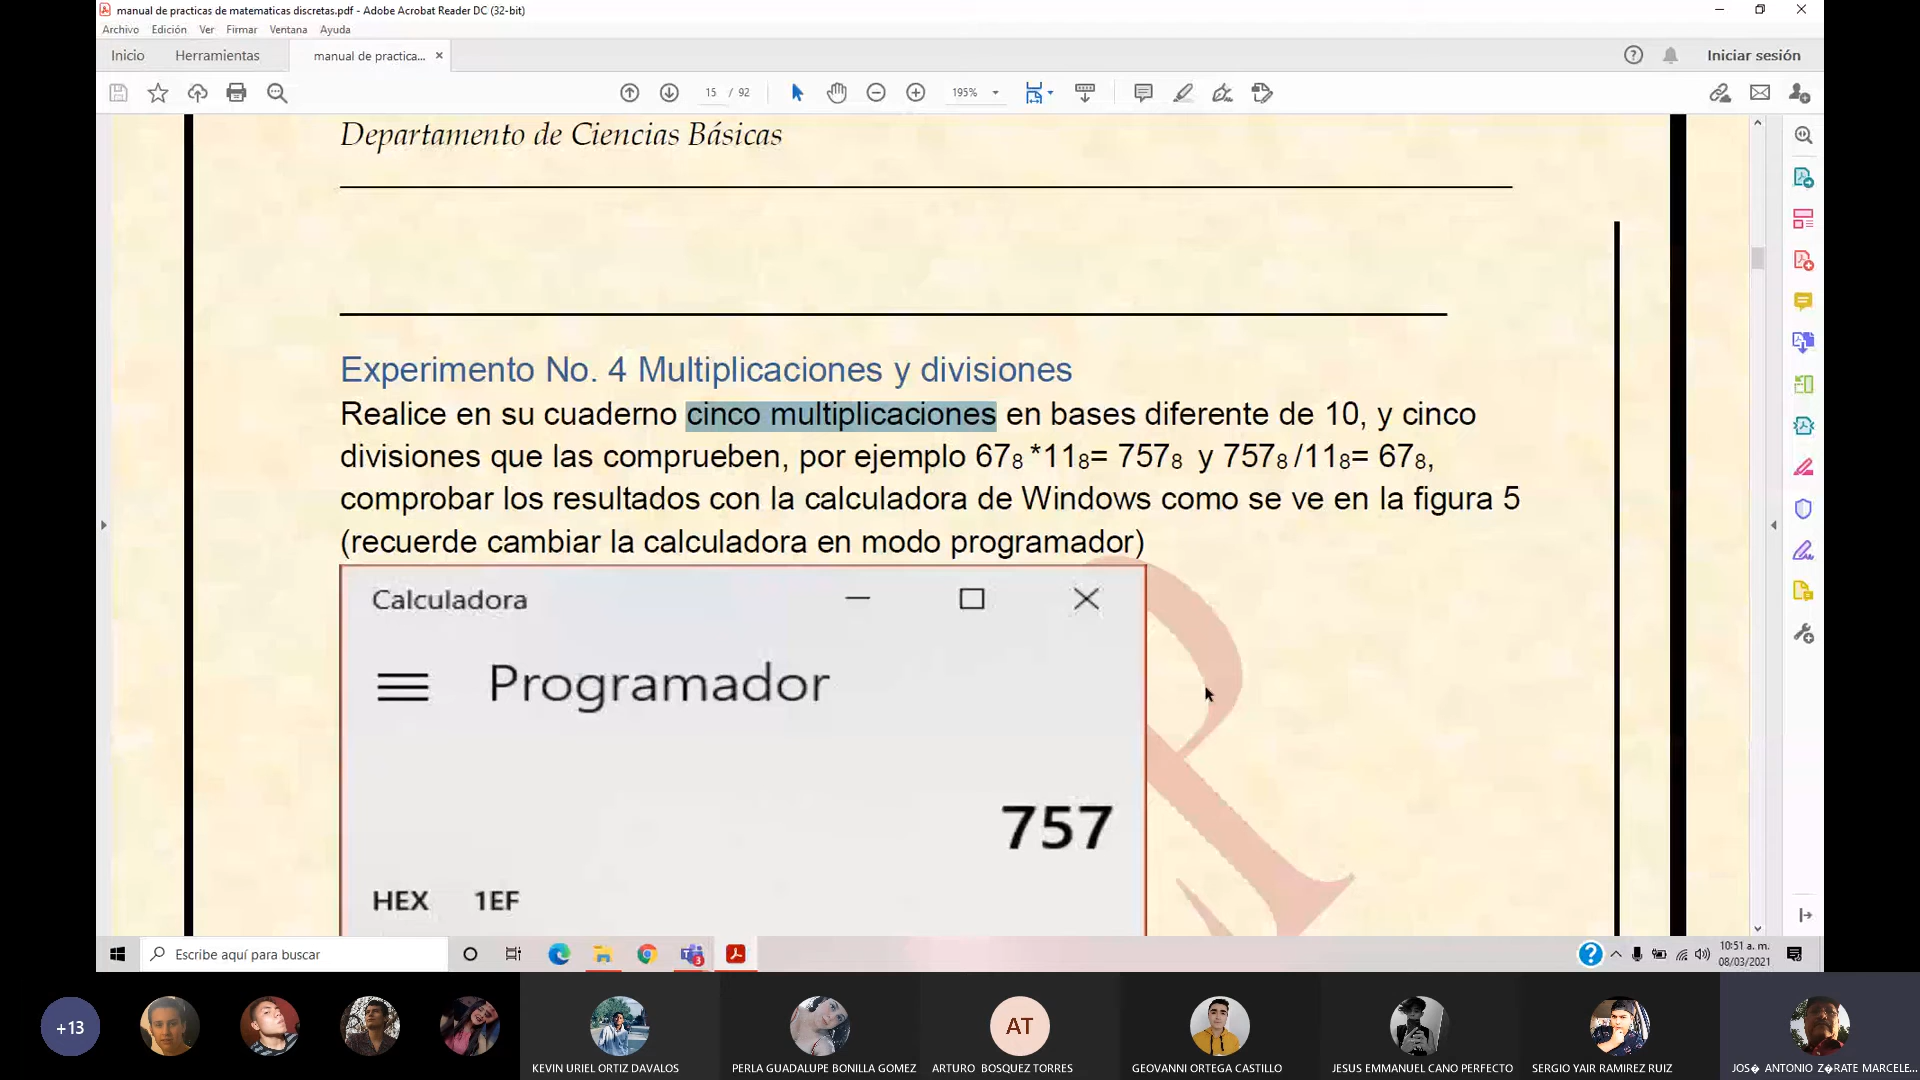 manual de practicas de matematicas discretas.pdf - Adobe Acrobat Reader DC (32-bit)
Archivo Edición Ver Firmar Ventana Ayuda
Inicio Herramientas manual de practica... × Iniciar sesión
15 / 92 195%
Departamento de Ciencias Básicas
Experimento No. 4 Multiplicaciones y divisiones
Realice en su cuaderno cinco multiplicaciones en bases diferente de 10, y cinco
divisiones que las comprueben, por ejemplo 67₈ *11₈= 757₈ y 757₈ /11₈= 67₈,
comprobar los resultados con la calculadora de Windows como se ve en la figura 5
(recuerde cambiar la calculadora en modo programador)
Calculadora
Programador
757
HEX 1EF
Escribe aquí para buscar
10:51 a. m.
08/03/2021
+13
AT
KEVIN URIEL ORTIZ DAVALOS PERLA GUADALUPE BONILLA GOMEZ ARTURO BOSQUEZ TORRES GEOVANNI ORTEGA CASTILLO JESUS EMMANUEL CANO PERFECTO SERGIO YAIR RAMIREZ RUIZ JOS� ANTONIO Z�RATE MARCELE...